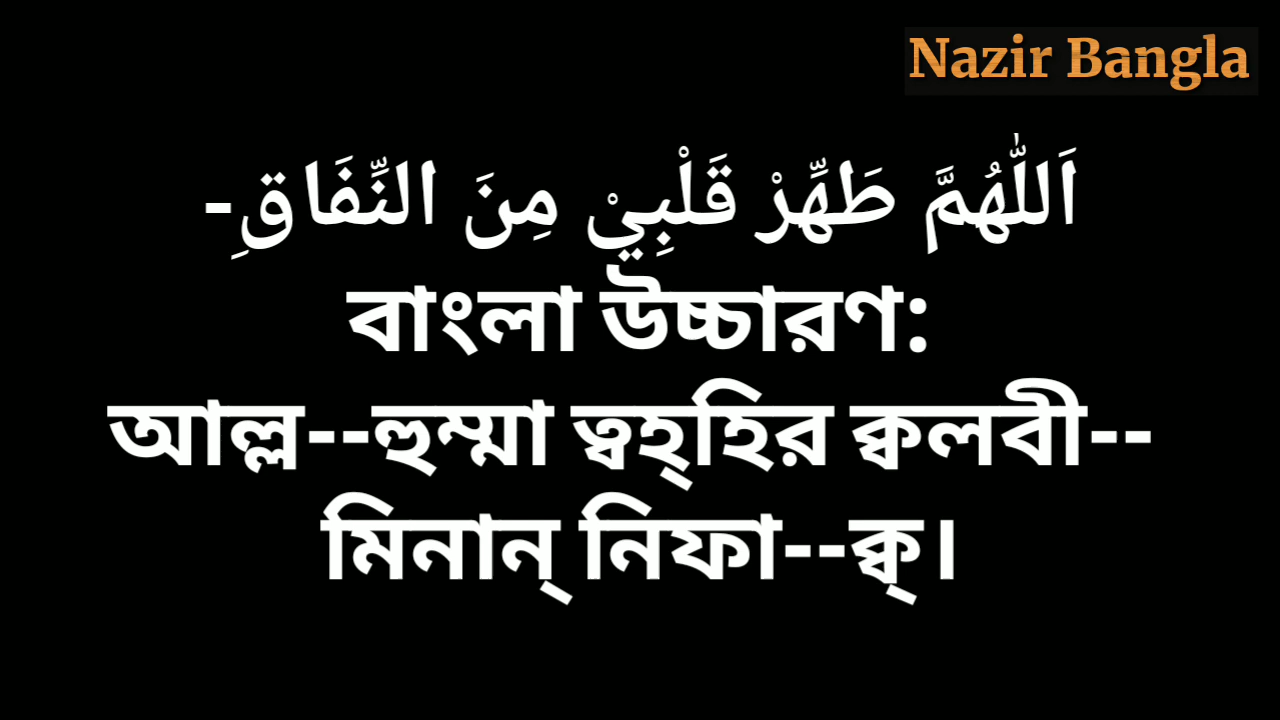 Nazir Bangla
اَللّٰهُمَّ طَهِّرْ قَلْبِيْ مِنَ النِّفَاقِ-
বাংলা উচ্চারণ:
আল্ল--হুম্মা ত্বহ্হির ক্বলবী--
মিনান্ নিফা--ক্ব্।